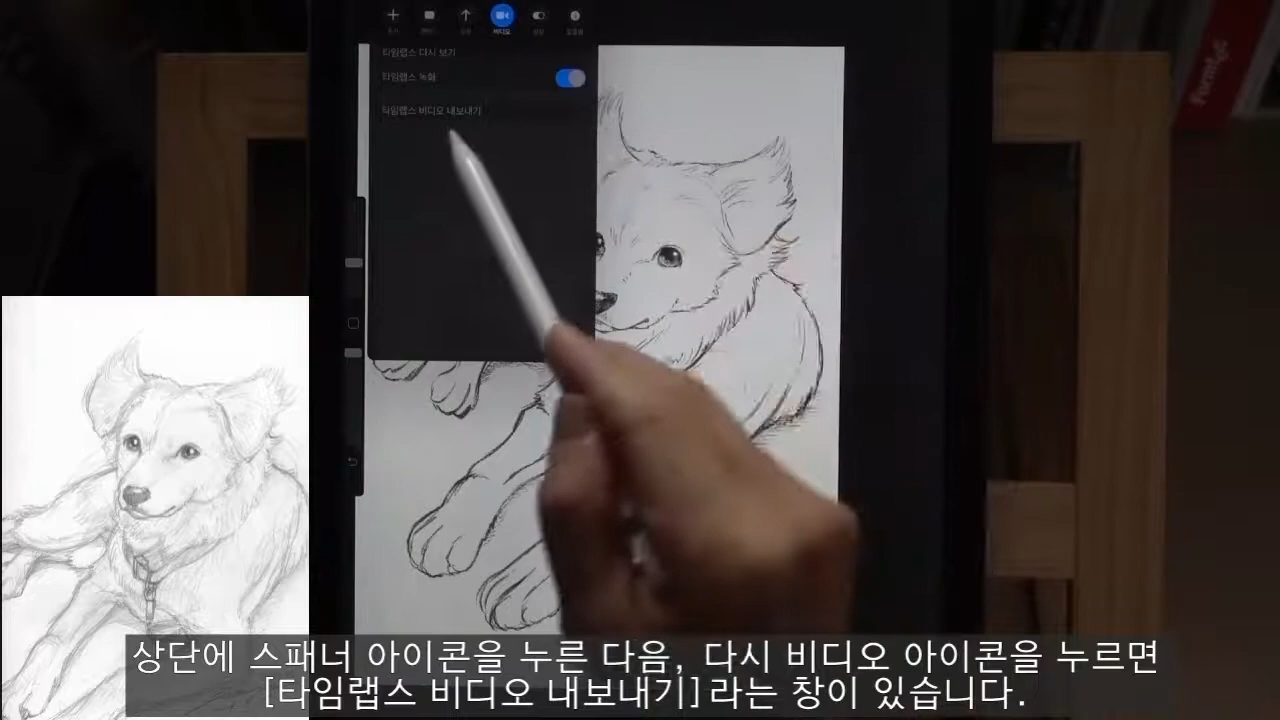 비디오
타임랩스 다시 보기
타임랩스 녹화
타임랩스 비디오 내보내기
상단에 스패너 아이콘을 누른 다음, 다시 비디오 아이콘을 누르면
[타임랩스 비디오 내보내기]라는 창이 있습니다.